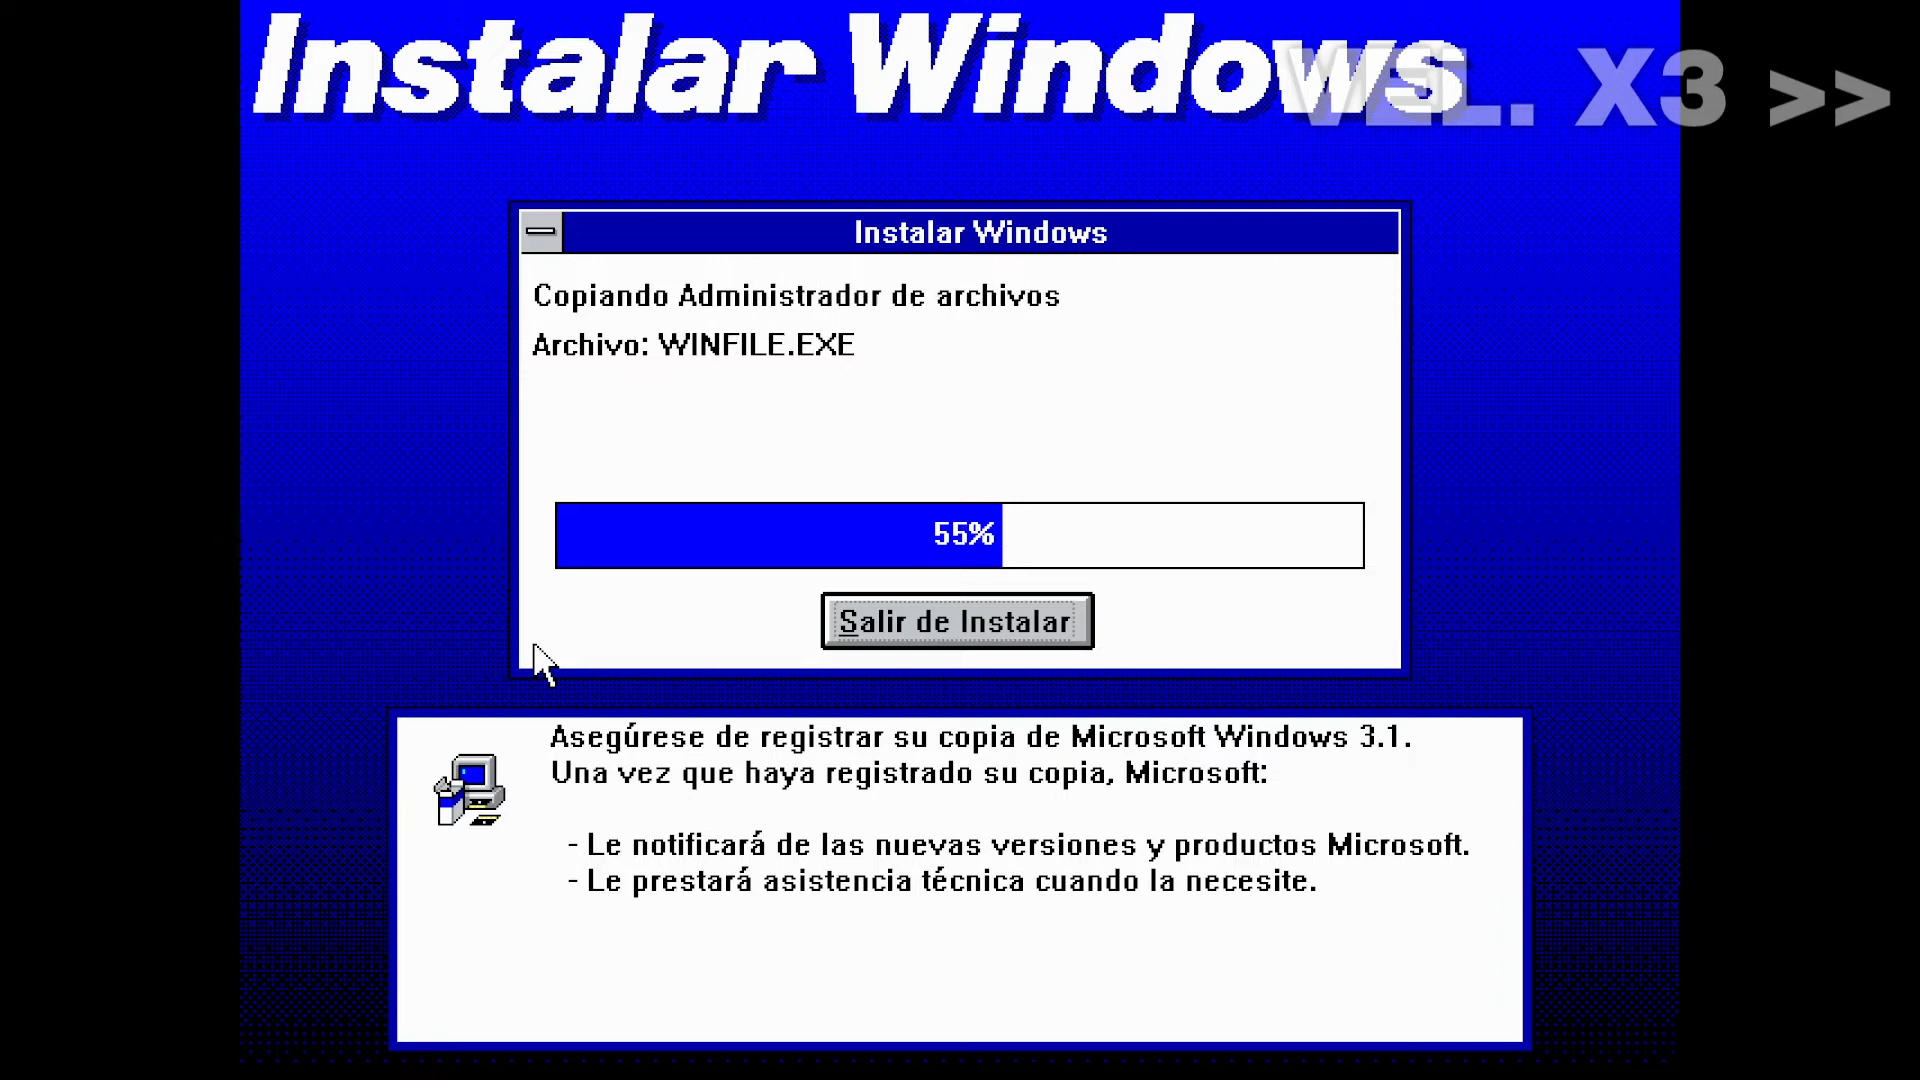 Instalar Windows
VEL. X3 >>
Instalar Windows
Copiando Administrador de archivos
Archivo: WINFILE.EXE
55%
Salir de Instalar
Asegúrese de registrar su copia de Microsoft Windows 3.1.
Una vez que haya registrado su copia, Microsoft:
- Le notificará de las nuevas versiones y productos Microsoft.
- Le prestará asistencia técnica cuando la necesite.